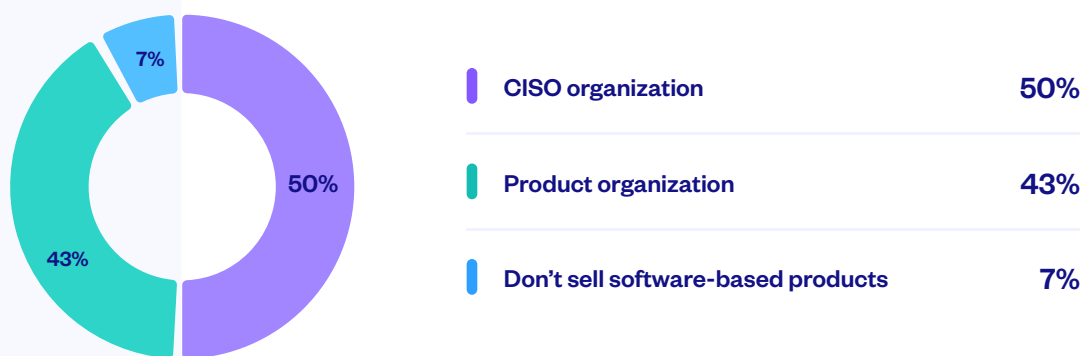 7%
50%
43%
CISO organization 50%
Product organization 43%
Don’t sell software-based products 7%